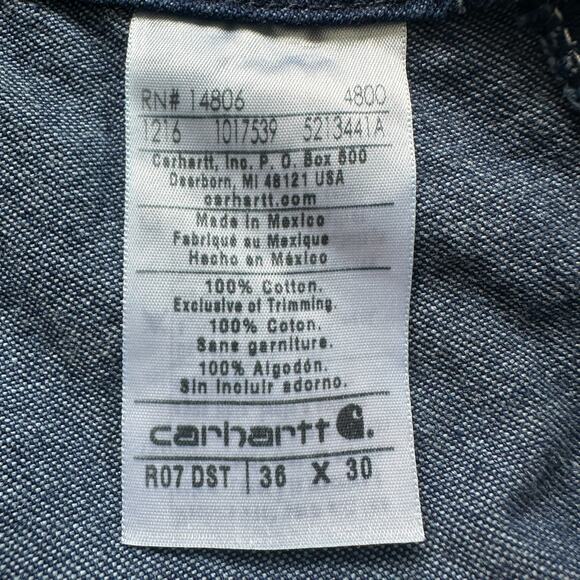 RN# 14806 4800
1216 1017539 5213441A
Carhartt, Inc. P. O. Box 600
Dearborn, MI 48121 USA
carhartt.com
Made in Mexico
Fabriqué au Mexique
Hecho en México
100% Cotton.
Exclusive of Trimming.
100% Coton.
Sans garniture.
100% Algodón.
Sin incluir adorno.
carhartt
R07 DST | 36 X 30